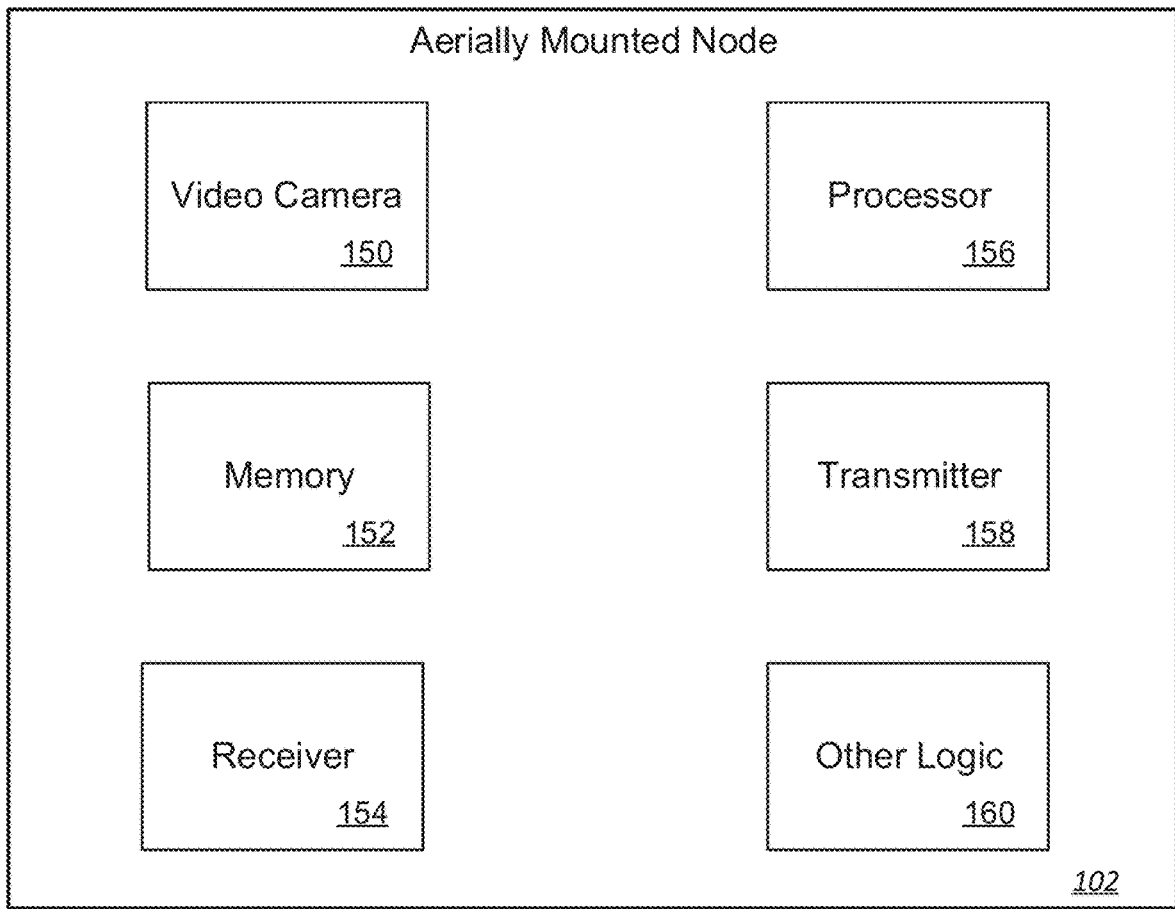 Aerially Mounted Node
Video Camera
150
Processor
156
Memory
152
Transmitter
158
Receiver
154
Other Logic
160
102